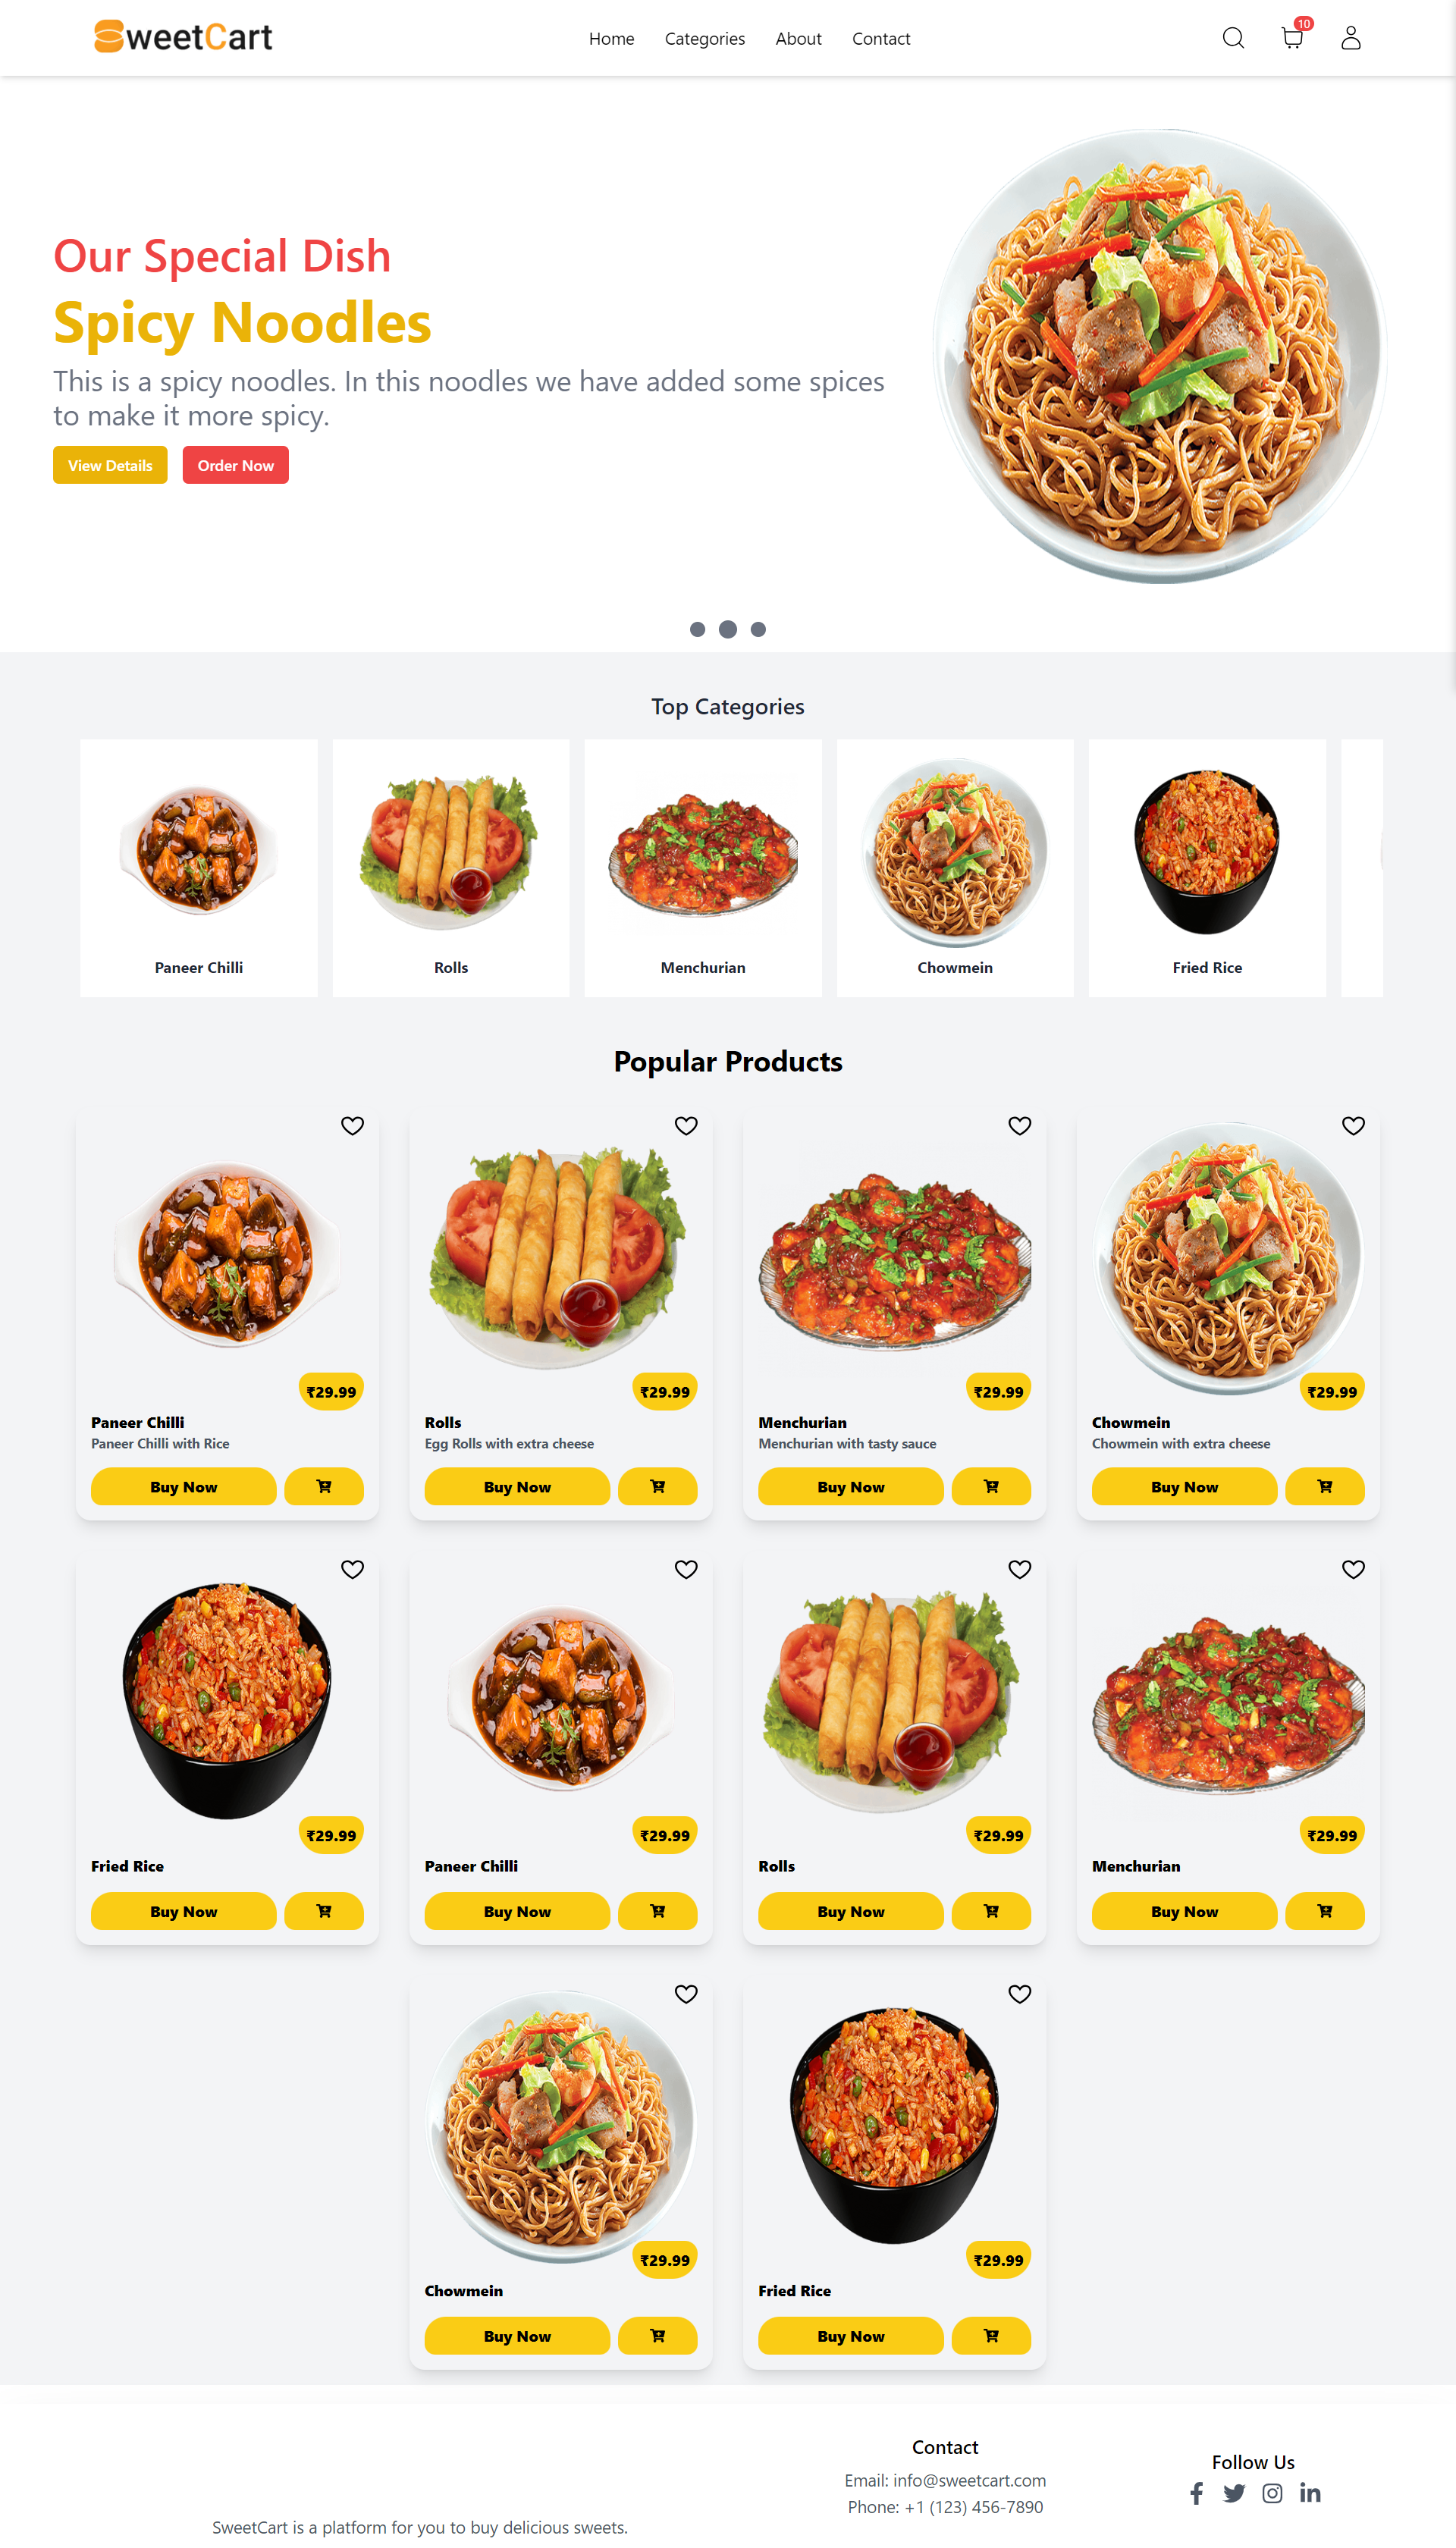 SweetCart
Home Categories About Contact
10
Our Special Dish
Spicy Noodles
This is a spicy noodles. In this noodles we have added some spices
to make it more spicy.
View Details Order Now
Top Categories
Paneer Chilli Rolls Menchurian Chowmein Fried Rice
Popular Products
₹29.99 ₹29.99 ₹29.99 ₹29.99
Paneer Chilli Rolls Menchurian Chowmein
Paneer Chilli with Rice Egg Rolls with extra cheese Menchurian with tasty sauce Chowmein with extra cheese
Buy Now Buy Now Buy Now Buy Now
₹29.99 ₹29.99 ₹29.99 ₹29.99
Fried Rice Paneer Chilli Rolls Menchurian
Buy Now Buy Now Buy Now Buy Now
₹29.99 ₹29.99
Chowmein Fried Rice
Buy Now Buy Now
Contact
Follow Us
Email: info@sweetcart.com
Phone: +1 (123) 456-7890
SweetCart is a platform for you to buy delicious sweets.